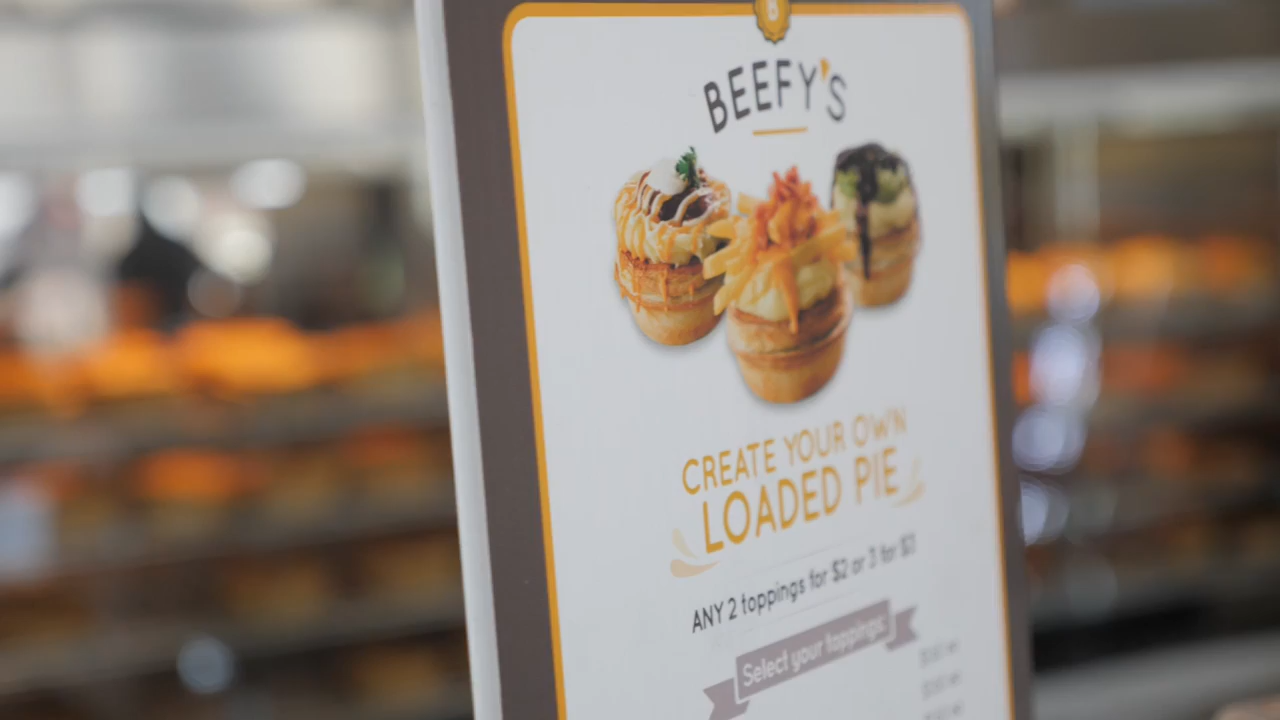 BEEFY'S
CREATE YOUR OWN
LOADED PIE
ANY 2 toppings for $2 or 3 for $3
Select your toppings: